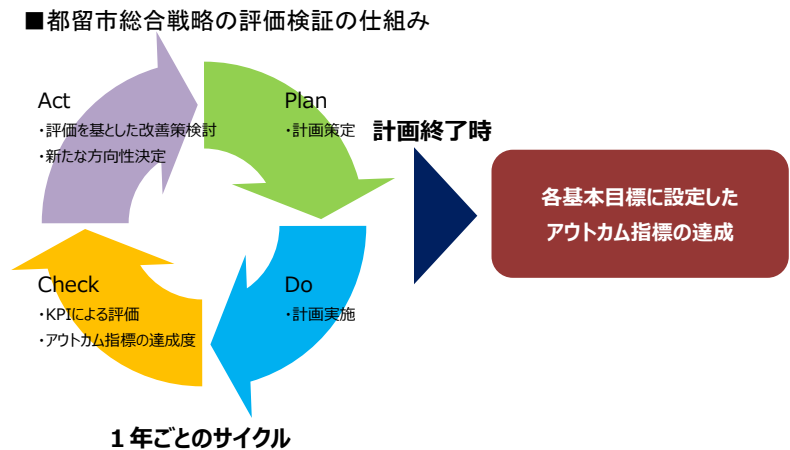 ■都留市総合戦略の評価検証の仕組み
Act
・評価を基とした改善策検討
・新たな方向性決定
Plan
・計画策定
計画終了時
各基本目標に設定した
アウトカム指標の達成
Check
・KPIによる評価
・アウトカム指標の達成度
Do
・計画実施
1年ごとのサイクル